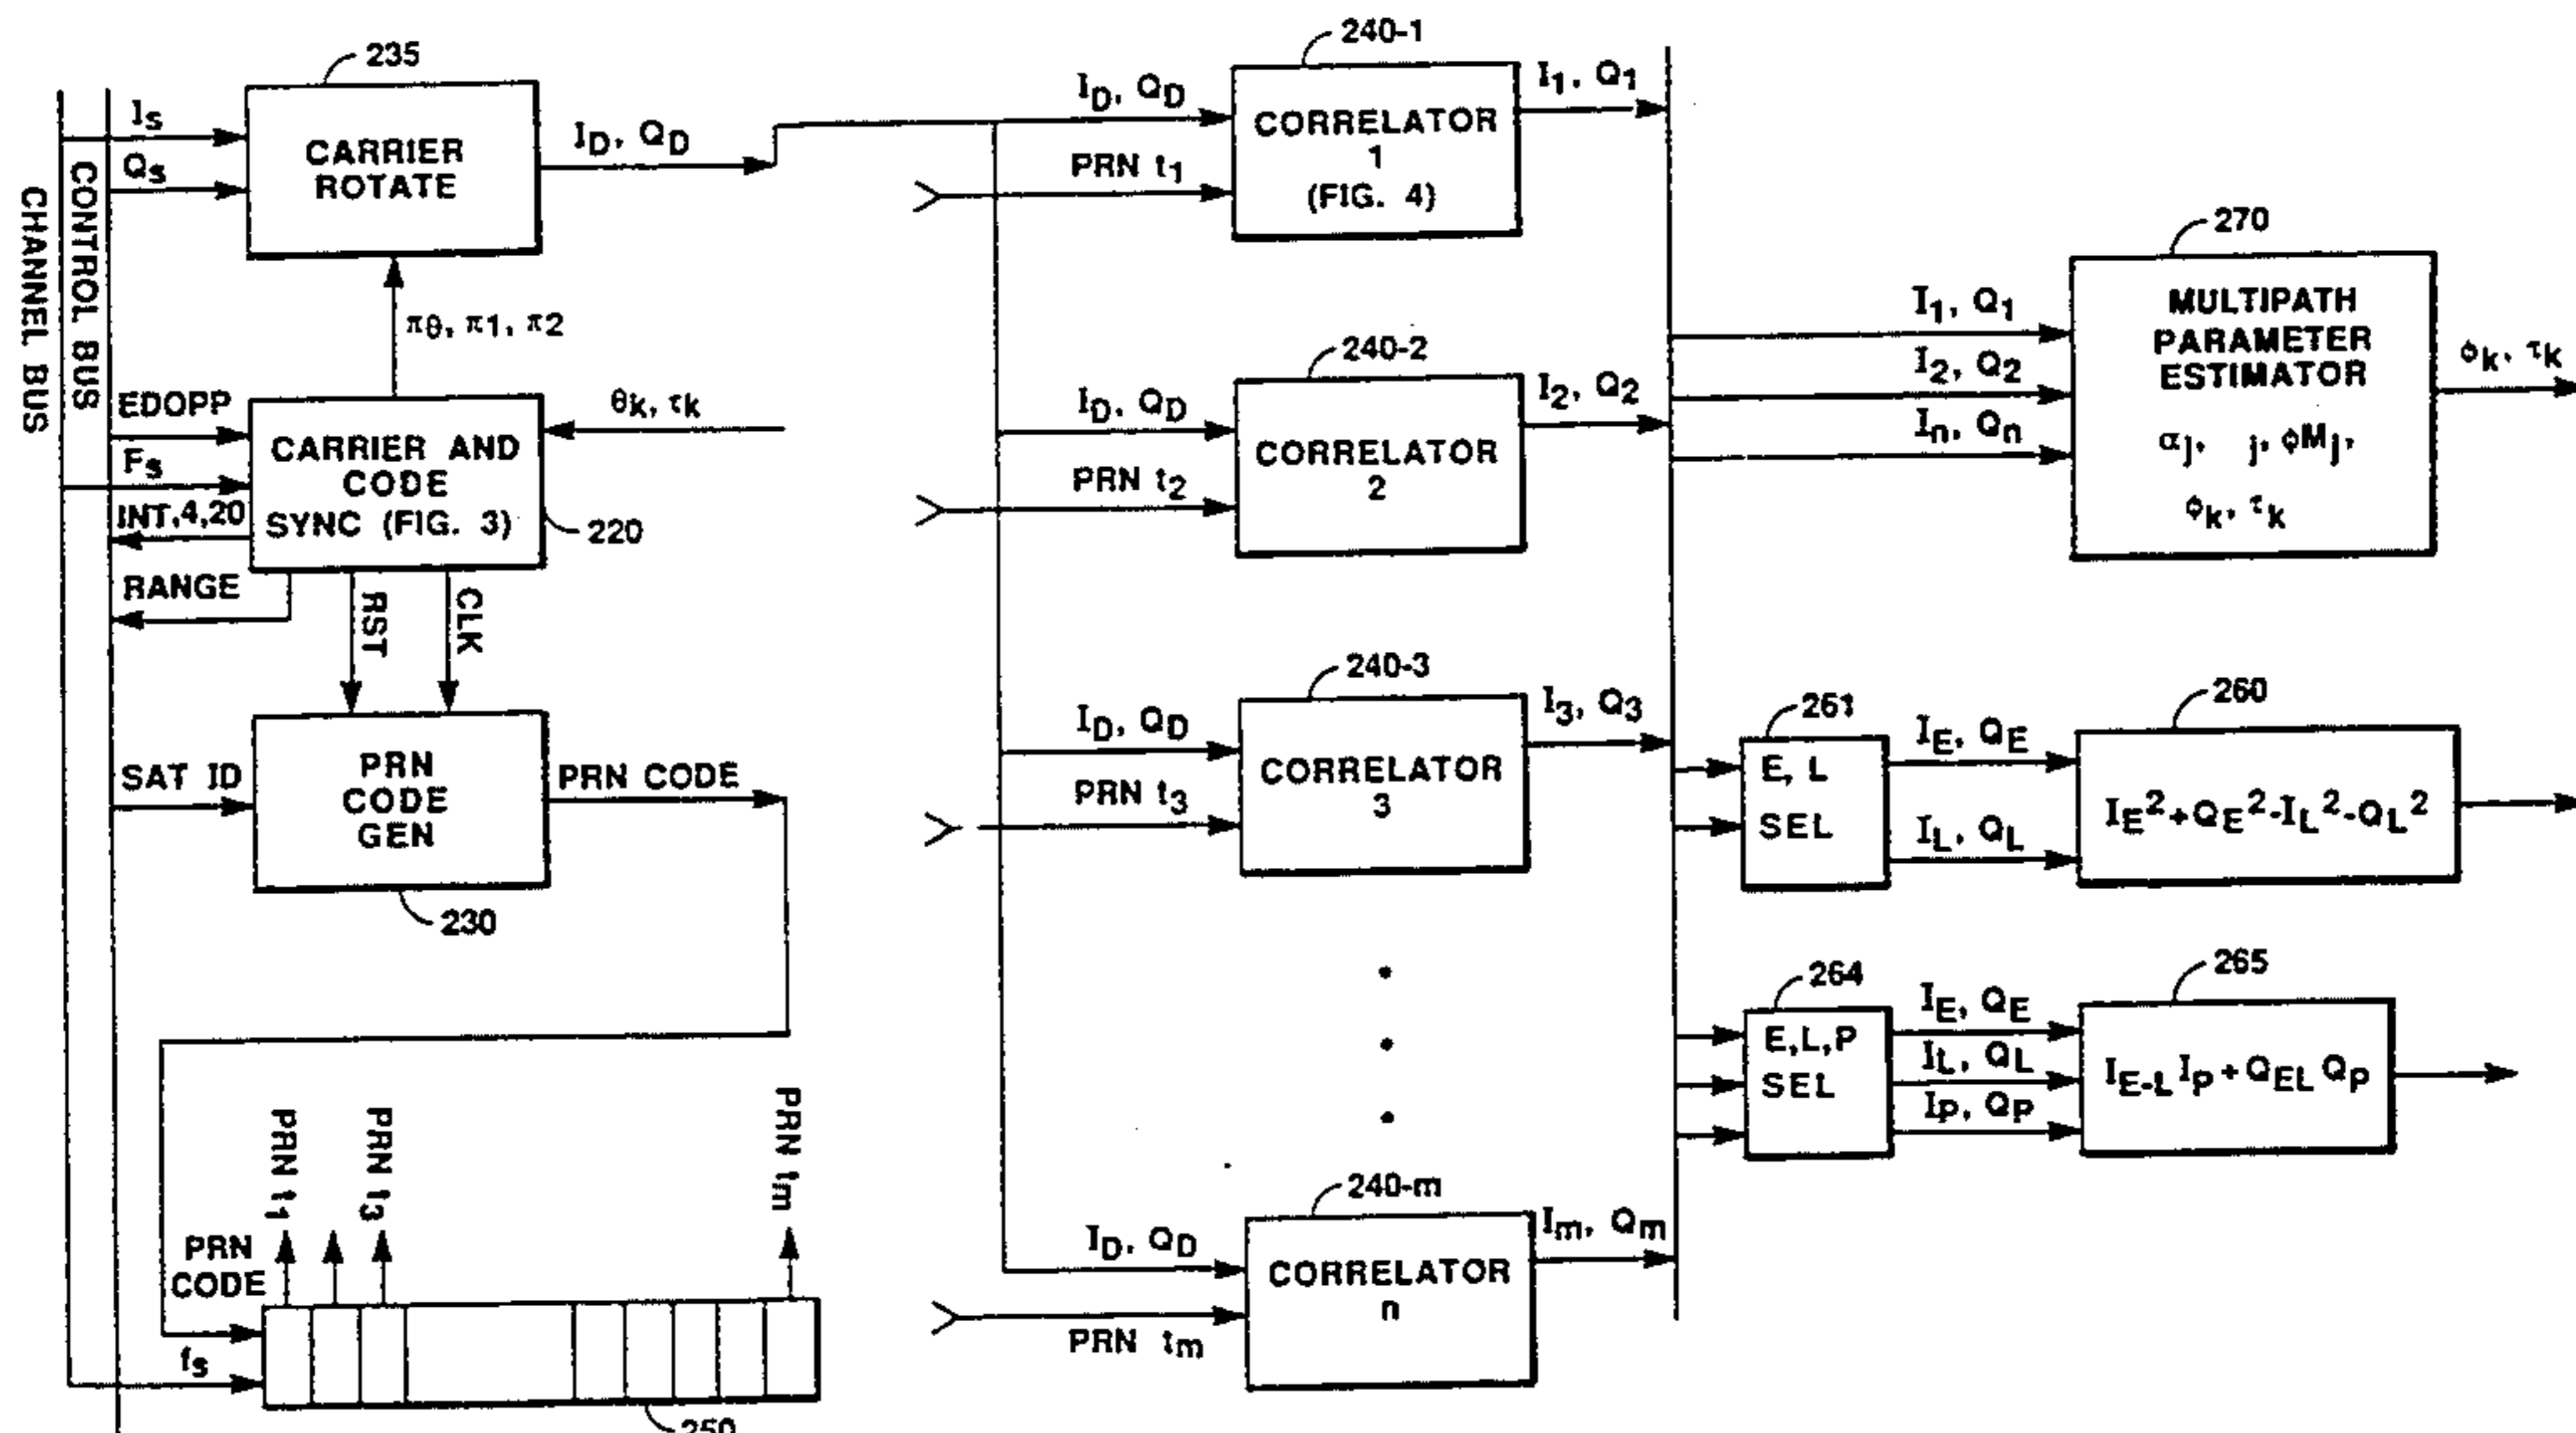 CHANNEL BUS
CONTROL BUS
235
Is
Qs
CARRIER
ROTATE
ID, QD
πθ, π1, π2
EDOPP
Fs
INT,4,20
RANGE
CARRIER AND
CODE
SYNC (FIG. 3)
θk, τk
220
RST
CLK
SAT ID
PRN
CODE
GEN
PRN CODE
230
PRN t1
PRN t3
PRN tm
PRN
CODE
fs
250
240-1
ID, QD
PRN t1
CORRELATOR
1
(FIG. 4)
I1, Q1
240-2
ID, QD
PRN t2
CORRELATOR
2
I2, Q2
240-3
ID, QD
PRN t3
CORRELATOR
3
I3, Q3
240-m
ID, QD
PRN tm
CORRELATOR
n
Im, Qm
270
I1, Q1
I2, Q2
In, Qn
MULTIPATH
PARAMETER
ESTIMATOR
αj, j, ϕMj,
ϕk, τk
ϕk, τk
261
E, L
SEL
IE, QE
IL, QL
260
IE²+QE²-IL²-QL²
264
E,L,P
SEL
IE, QE
IL, QL
IP, QP
265
IE-L IP + QEL QP